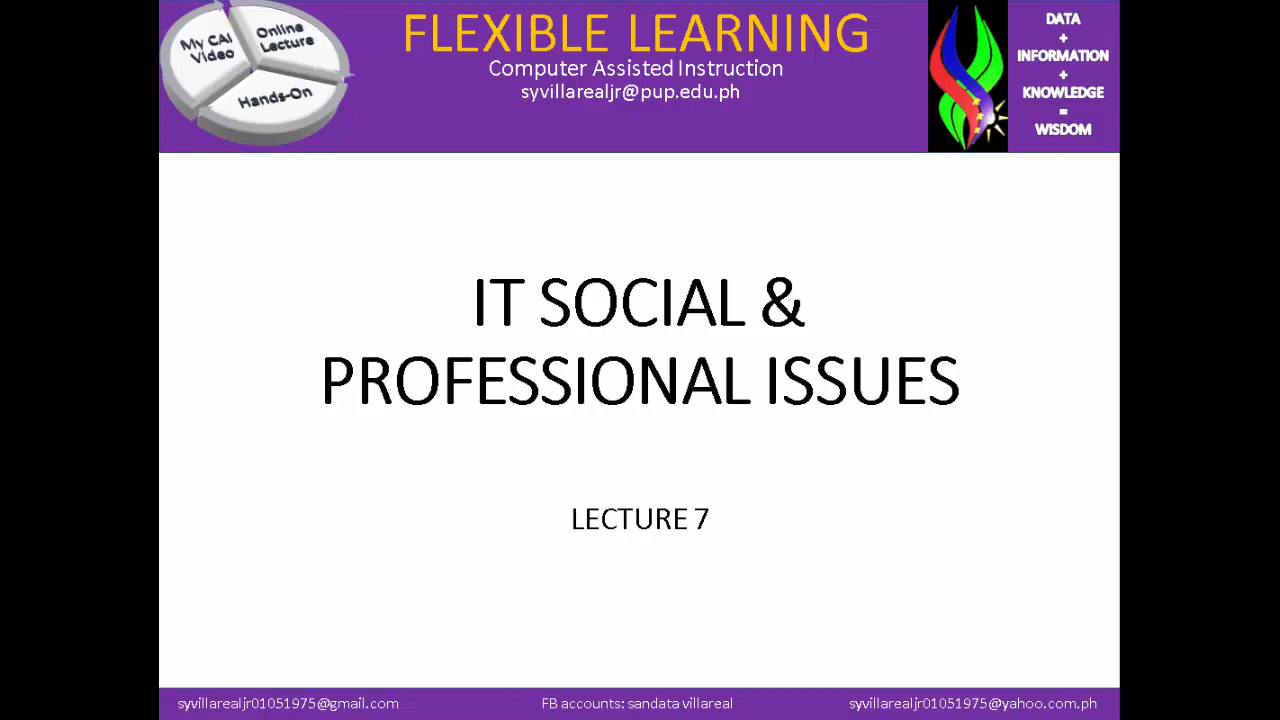 My CAI
Video
Online
Lecture
Hands-On
FLEXIBLE LEARNING
Computer Assisted Instruction
syvillarealjr@pup.edu.ph
DATA
+
INFORMATION
+
KNOWLEDGE
=
WISDOM
IT SOCIAL &
PROFESSIONAL ISSUES
LECTURE 7
syvillarealjr01051975@gmail.com
FB accounts: sandata villareal
syvillarealjr01051975@yahoo.com.ph